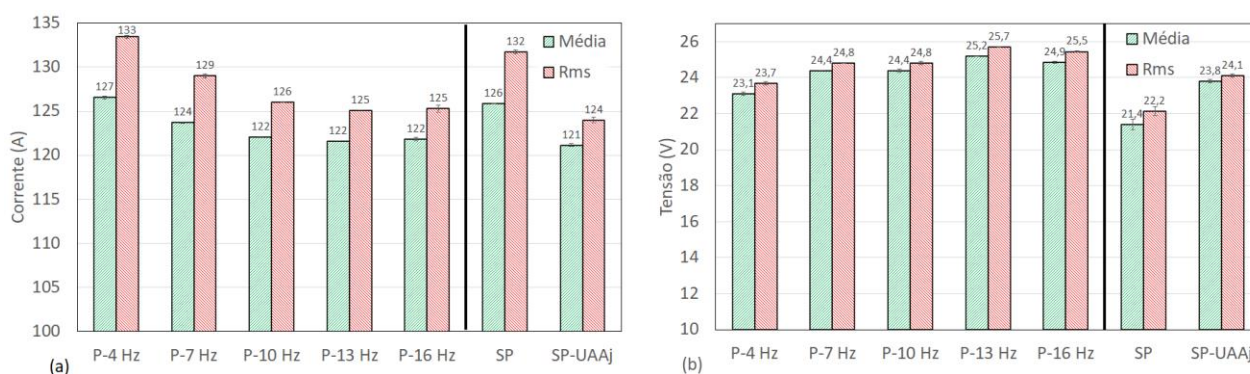 135
130
125
120
115
110
105
100
Corrente (A)
127
133
124
129
122
126
122
125
122
125
126
132
121
124
Média
Rms
P-4 Hz
P-7 Hz
P-10 Hz
P-13 Hz
P-16 Hz
SP
SP-UAAj
(a)
26
24
22
20
18
16
14
12
10
Tensão (V)
23,1
23,7
24,4
24,8
24,4
24,8
25,2
25,7
24,9
25,5
21,4
22,2
23,8
24,1
Média
Rms
P-4 Hz
P-7 Hz
P-10 Hz
P-13 Hz
P-16 Hz
SP
SP-UAAj
(b)